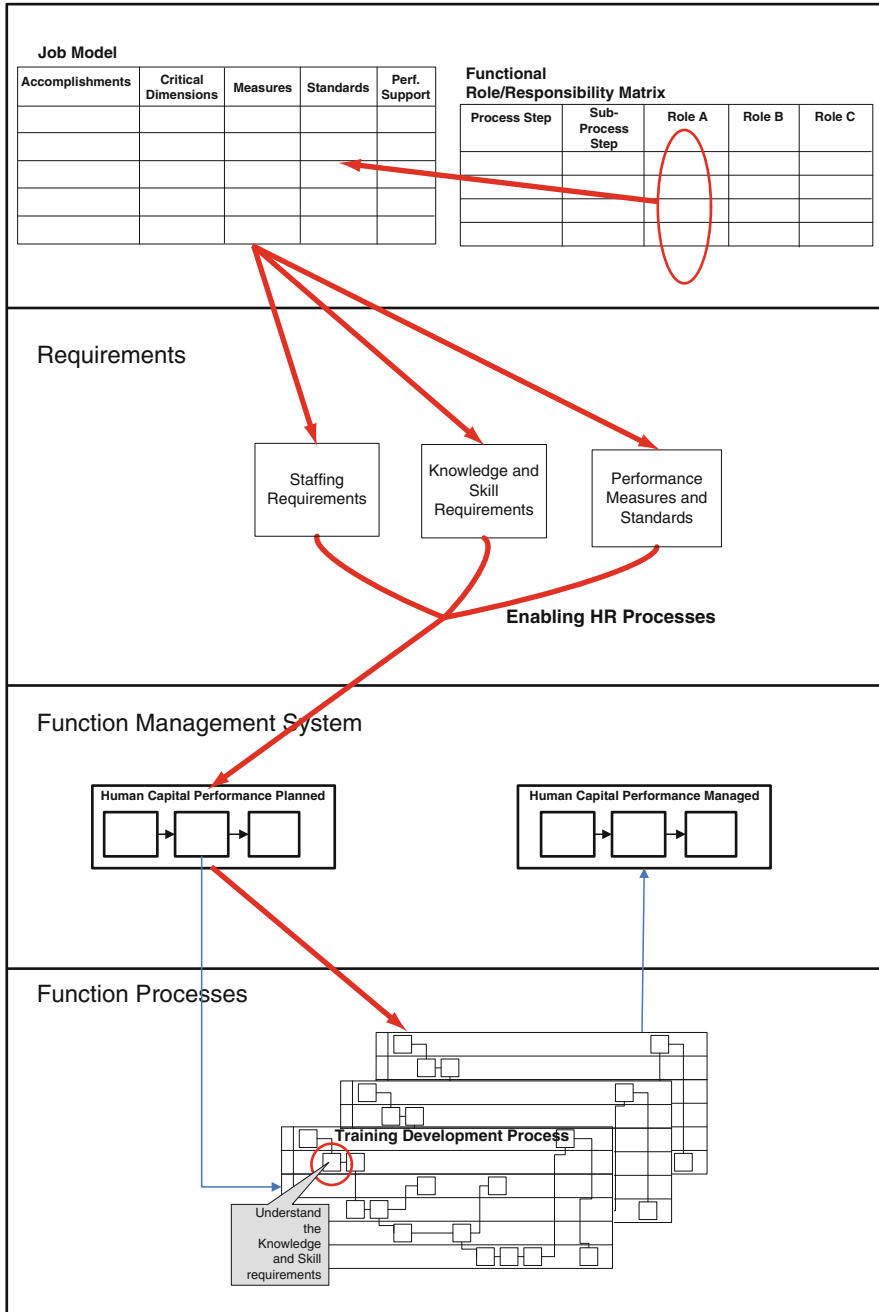 Job Model
Accomplishments
Critical
Dimensions
Measures
Standards
Perf.
Support
Functional
Role/Responsibility Matrix
Process Step
Sub-
Process
Step
Role A
Role B
Role C
Requirements
Staffing
Requirements
Knowledge and
Skill
Requirements
Performance
Measures and
Standards
Enabling HR Processes
Function Management System
Human Capital Performance Planned
Human Capital Performance Managed
Function Processes
Training Development Process
Understand
the
Knowledge
and Skill
requirements